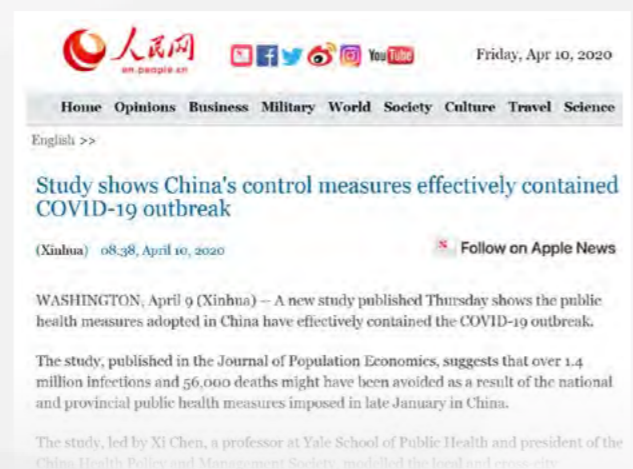 人民网
en.people.cn
You Tube
Friday, Apr 10, 2020
Home Opinions Business Military World Society Culture Travel Science
English >>
Study shows China's control measures effectively contained
COVID-19 outbreak
(Xinhua) 08:38, April 10, 2020
Follow on Apple News
WASHINGTON, April 9 (Xinhua) -- A new study published Thursday shows the public
health measures adopted in China have effectively contained the COVID-19 outbreak.
The study, published in the Journal of Population Economics, suggests that over 1.4
million infections and 56,000 deaths might have been avoided as a result of the national
and provincial public health measures imposed in late January in China.
The study, led by Xi Chen, a professor at Yale School of Public Health and president of the
China Health Policy and Management Society, modelled the local and cross-city